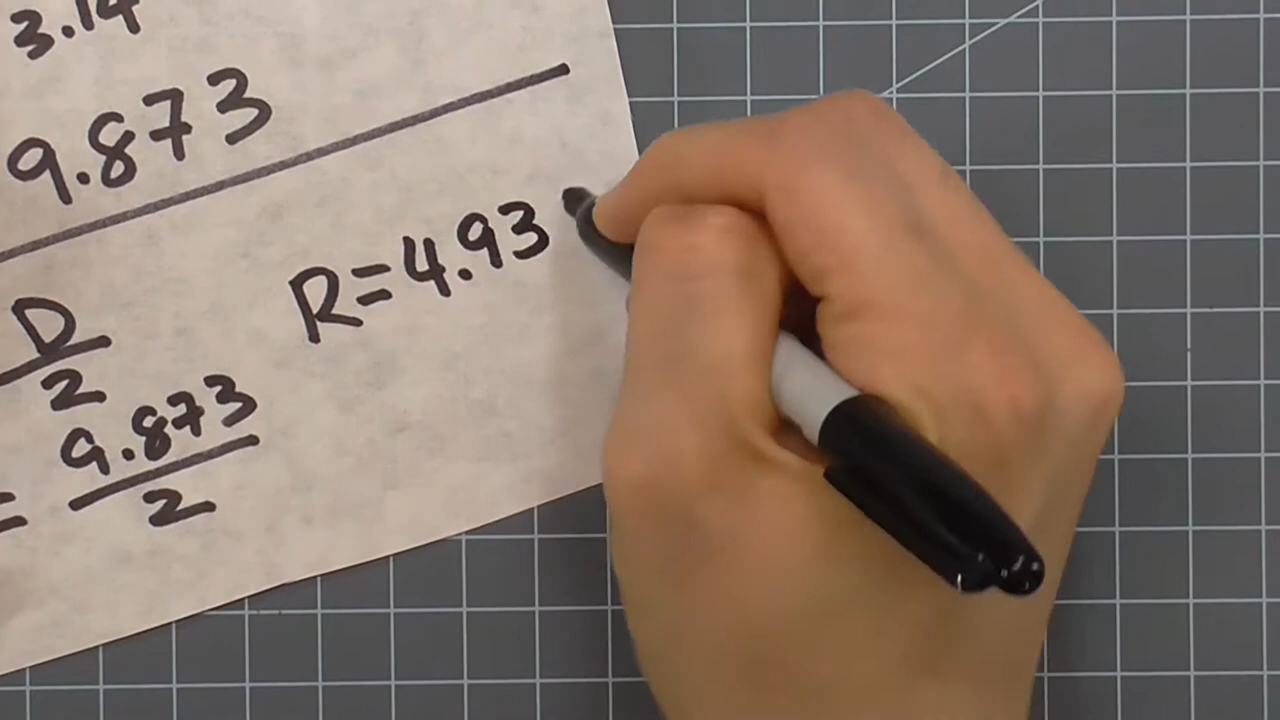 3.14
9.873
D
2
R=4.93
= 9.873
2